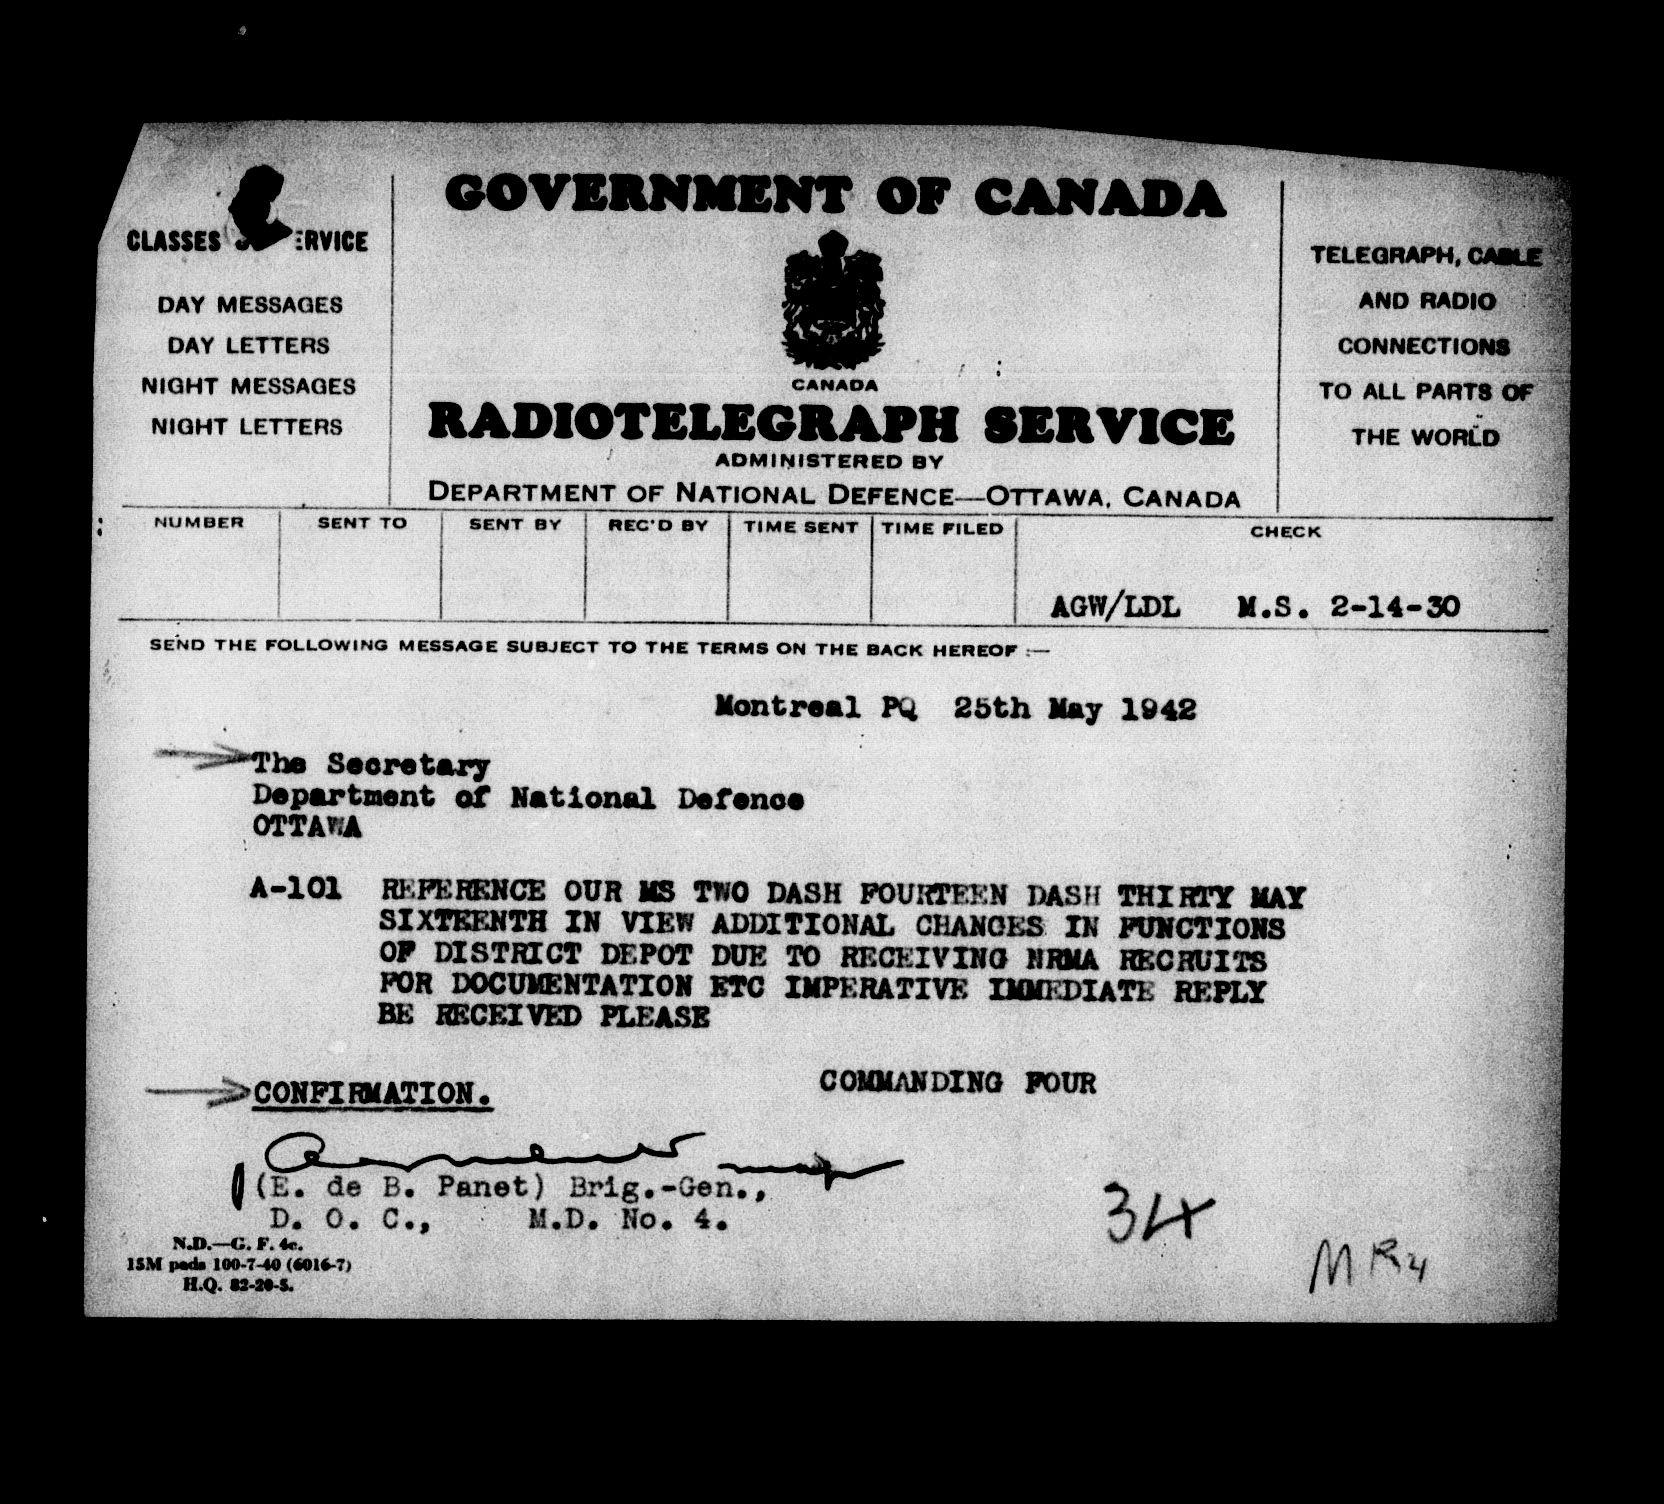 GOVERNMENT OF CANADA
CANADA
RADIOTELEGRAPH SERVICE
ADMINISTERED BY
DEPARTMENT OF NATIONAL DEFENCE—OTTAWA, CANADA
CLASSES ERVICE
DAY MESSAGES
DAY LETTERS
NIGHT MESSAGES
NIGHT LETTERS
TELEGRAPH, CABLE
AND RADIO
CONNECTIONS
TO ALL PARTS OF
THE WORLD
NUMBER SENT TO SENT BY REC'D BY TIME SENT TIME FILED CHECK
AGW/LDL M.S. 2-14-30
SEND THE FOLLOWING MESSAGE SUBJECT TO THE TERMS ON THE BACK HEREOF :—
Montreal PQ 25th May 1942
The Secretary
Department of National Defence
OTTAWA
A-101 REFERENCE OUR MS TWO DASH FOURTEEN DASH THIRTY MAY
SIXTEENTH IN VIEW ADDITIONAL CHANGES IN FUNCTIONS
OF DISTRICT DEPOT DUE TO RECEIVING NRMA RECRUITS
FOR DOCUMENTATION ETC IMPERATIVE IMMEDIATE REPLY
BE RECEIVED PLEASE
COMMANDING FOUR
CONFIRMATION.
(E. de B. Panet) Brig.-Gen.,
D. O. C., M.D. No. 4.
34
MR4
N.D.—G. F. 4c.
15M pads 100-7-40 (6016-7)
H.Q. 82-20-5.